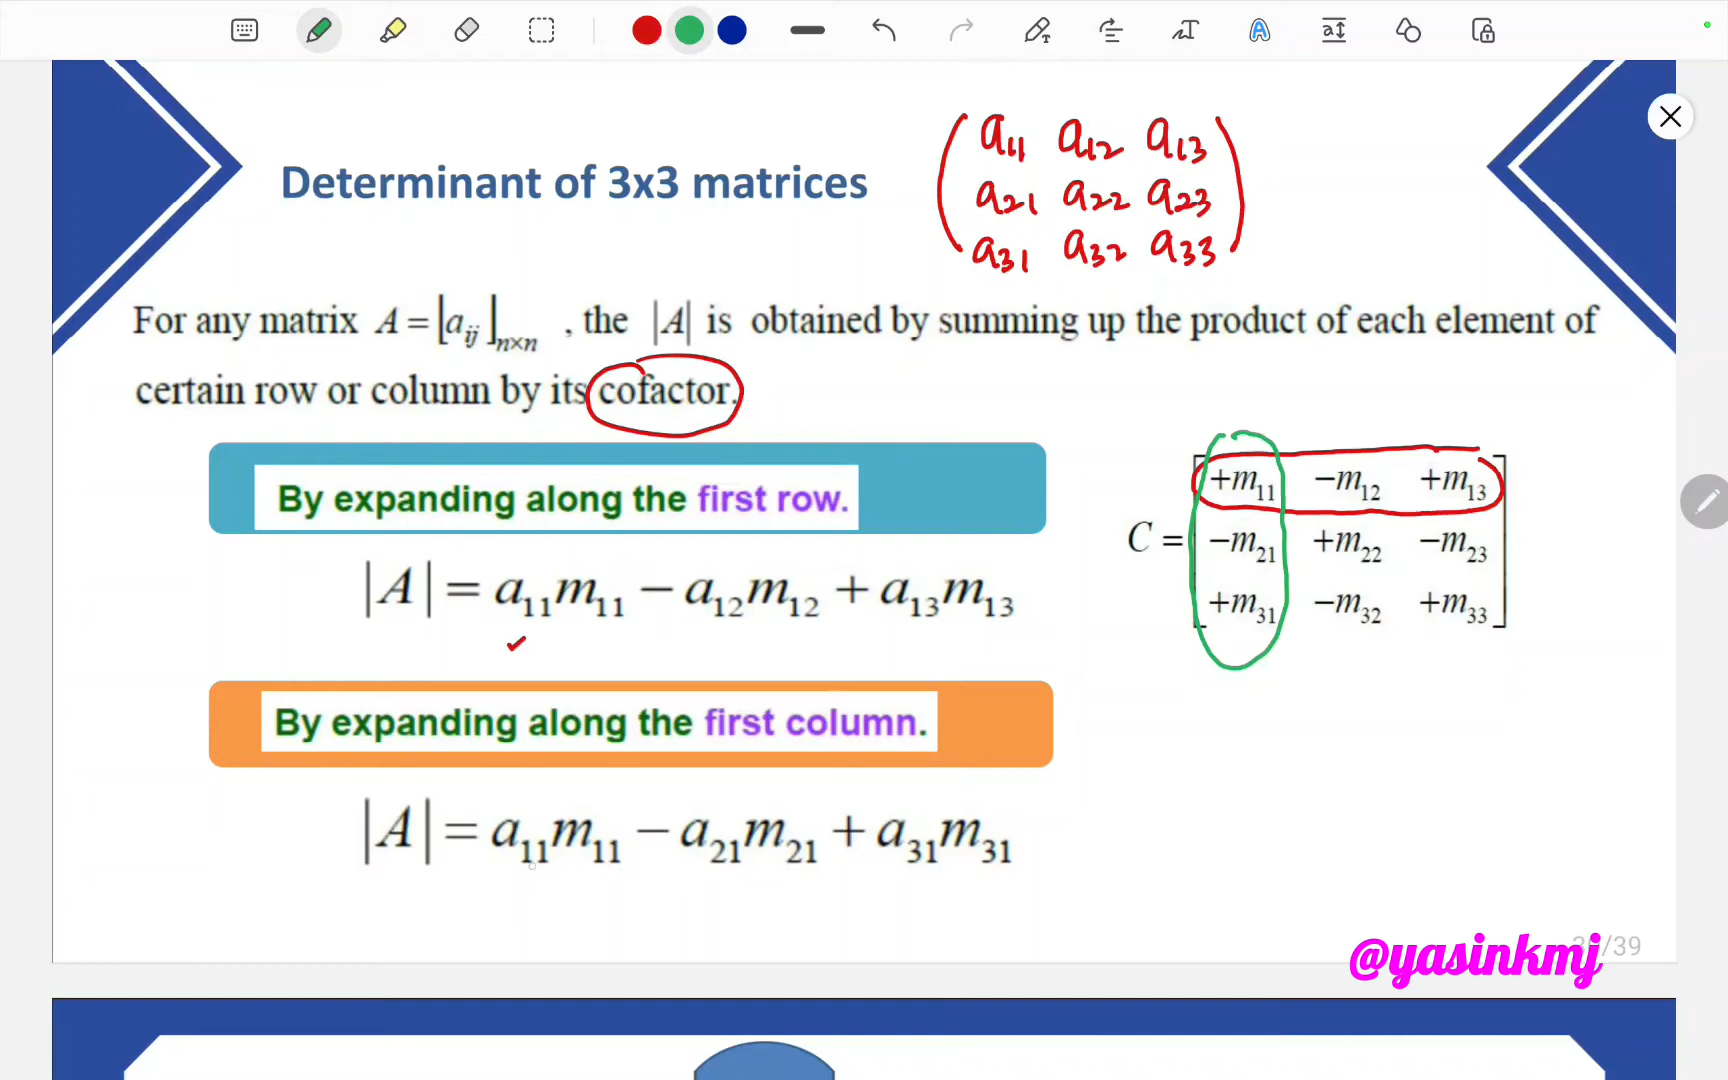 Determinant of 3x3 matrices
a11 a12 a13
a21 a22 a23
a31 a32 a33
For any matrix A = [aij]n×n , the |A| is obtained by summing up the product of each element of
certain row or column by its cofactor.
By expanding along the first row.
|A| = a11m11 − a12m12 + a13m13
C = [+m11 −m12 +m13
−m21 +m22 −m23
+m31 −m32 +m33]
By expanding along the first column.
|A| = a11m11 − a21m21 + a31m31
@yasinkmj
/39